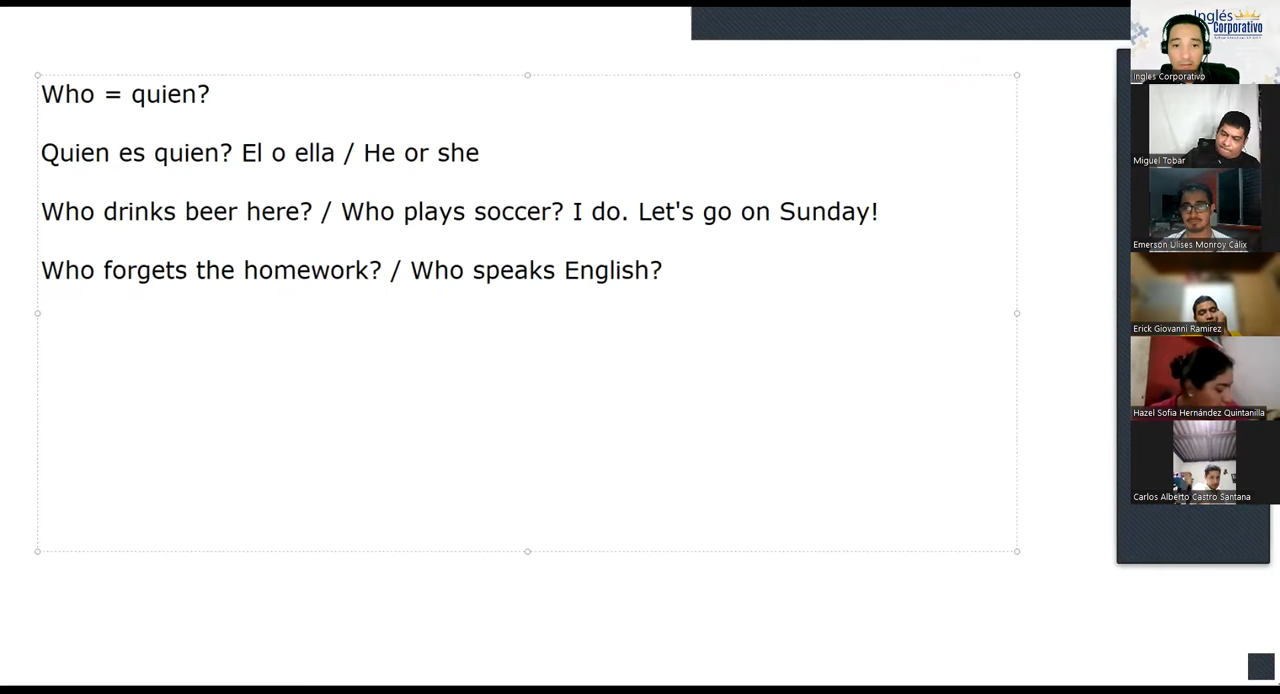 Who = quien?
Quien es quien? El o ella / He or she
Who drinks beer here? / Who plays soccer? I do. Let's go on Sunday!
Who forgets the homework? / Who speaks English?
Inglés
Corporativo
Ingles Corporativo
Miguel Tobar
Emerson Ulises Monroy Cálix
Erick Giovanni Ramirez
Hazel Sofia Hernández Quintanilla
Carlos Alberto Castro Santana